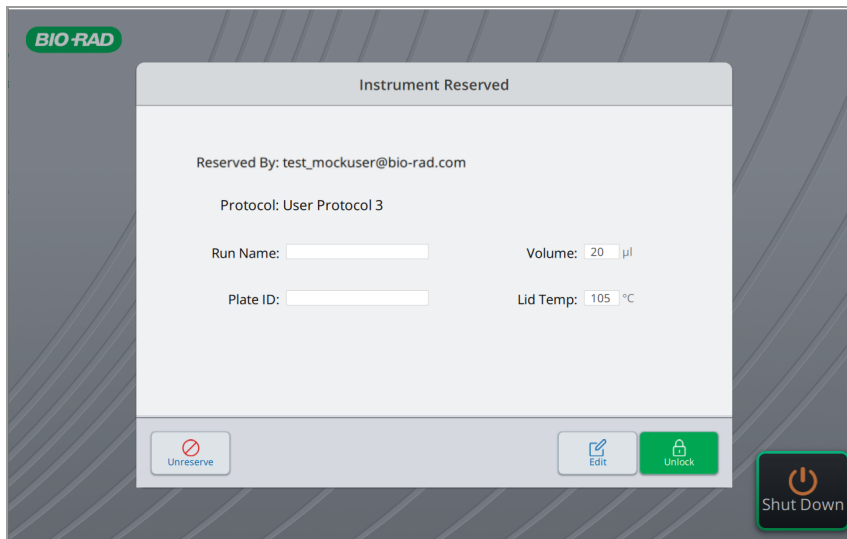 BIO-RAD
Instrument Reserved
Reserved By: test_mockuser@bio-rad.com
Protocol: User Protocol 3
Run Name:
Volume: 20 µl
Plate ID:
Lid Temp: 105 °C
Unreserve
Edit
Unlock
Shut Down